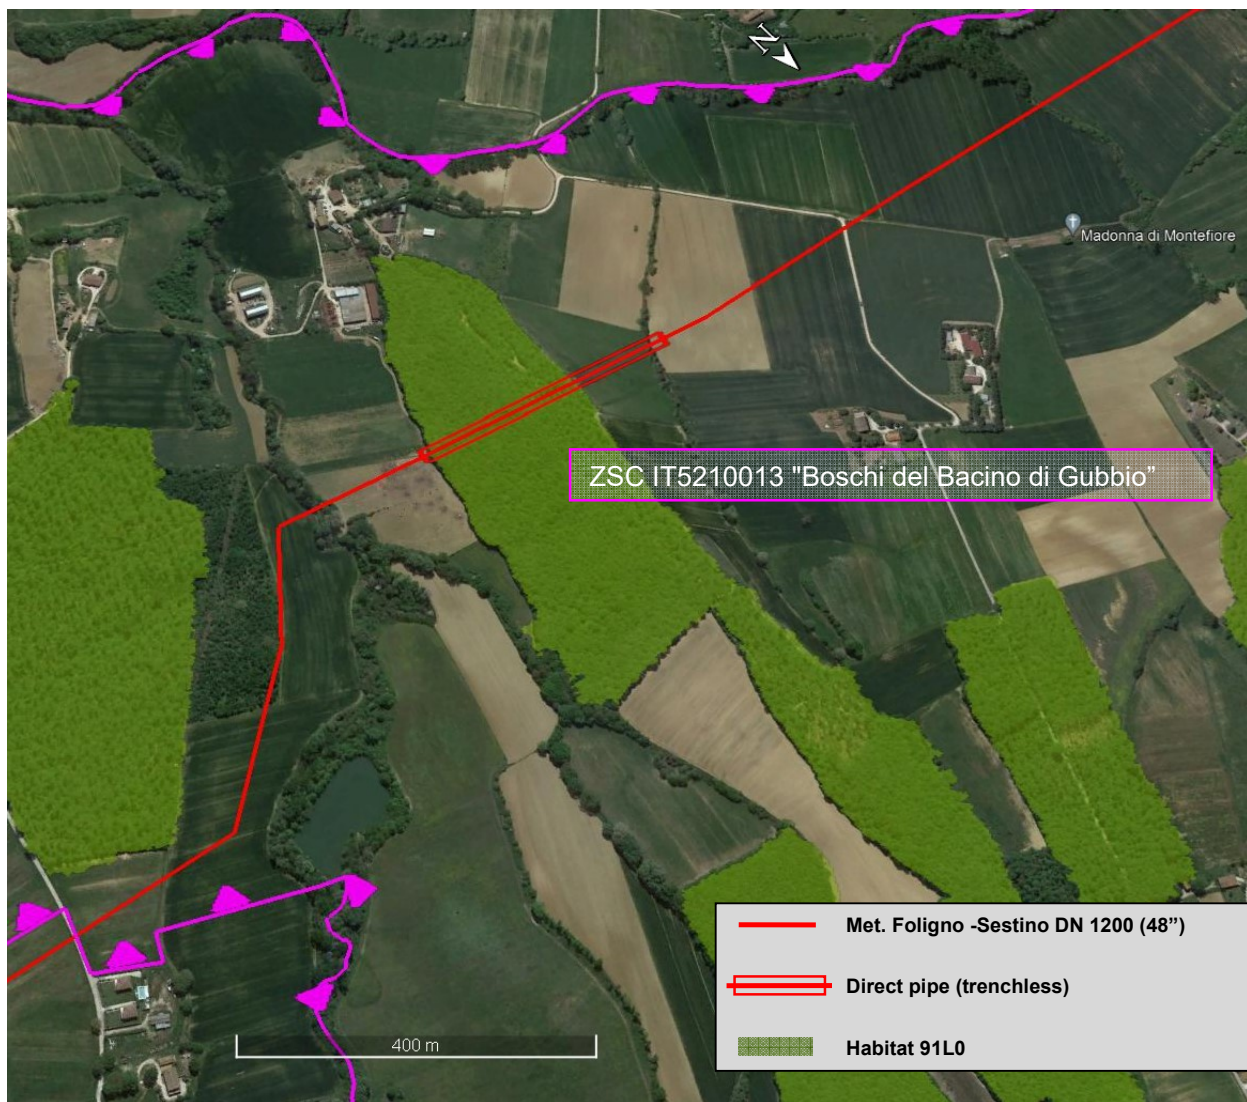 N
Madonna di Montefiore
ZSC IT5210013 "Boschi del Bacino di Gubbio”
Met. Foligno -Sestino DN 1200 (48”)
Direct pipe (trenchless)
Habitat 91L0
400 m